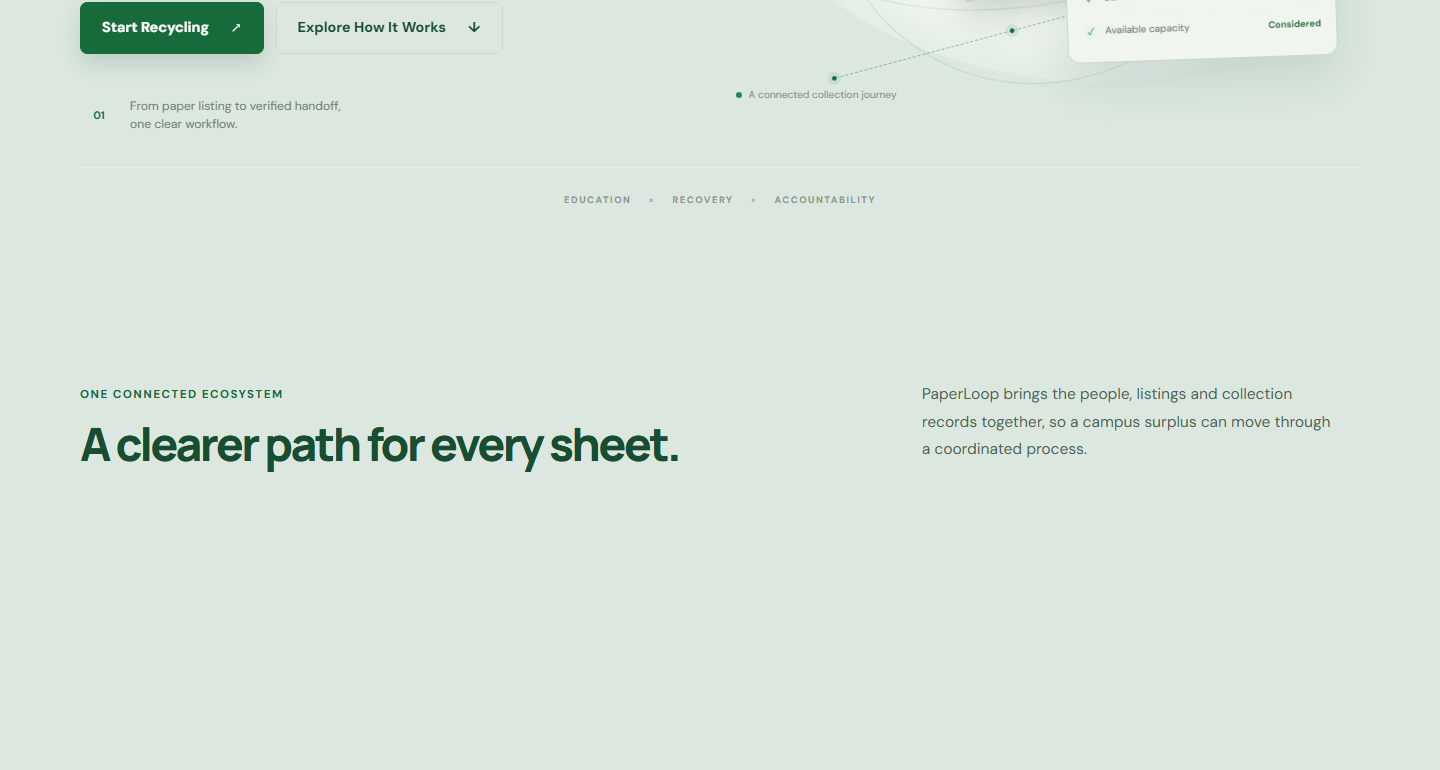 Start Recycling ↗
Explore How It Works ↓
✓ Available capacity Considered
A connected collection journey
01
From paper listing to verified handoff,
one clear workflow.
EDUCATION × RECOVERY × ACCOUNTABILITY
ONE CONNECTED ECOSYSTEM
A clearer path for every sheet.
PaperLoop brings the people, listings and collection
records together, so a campus surplus can move through
a coordinated process.